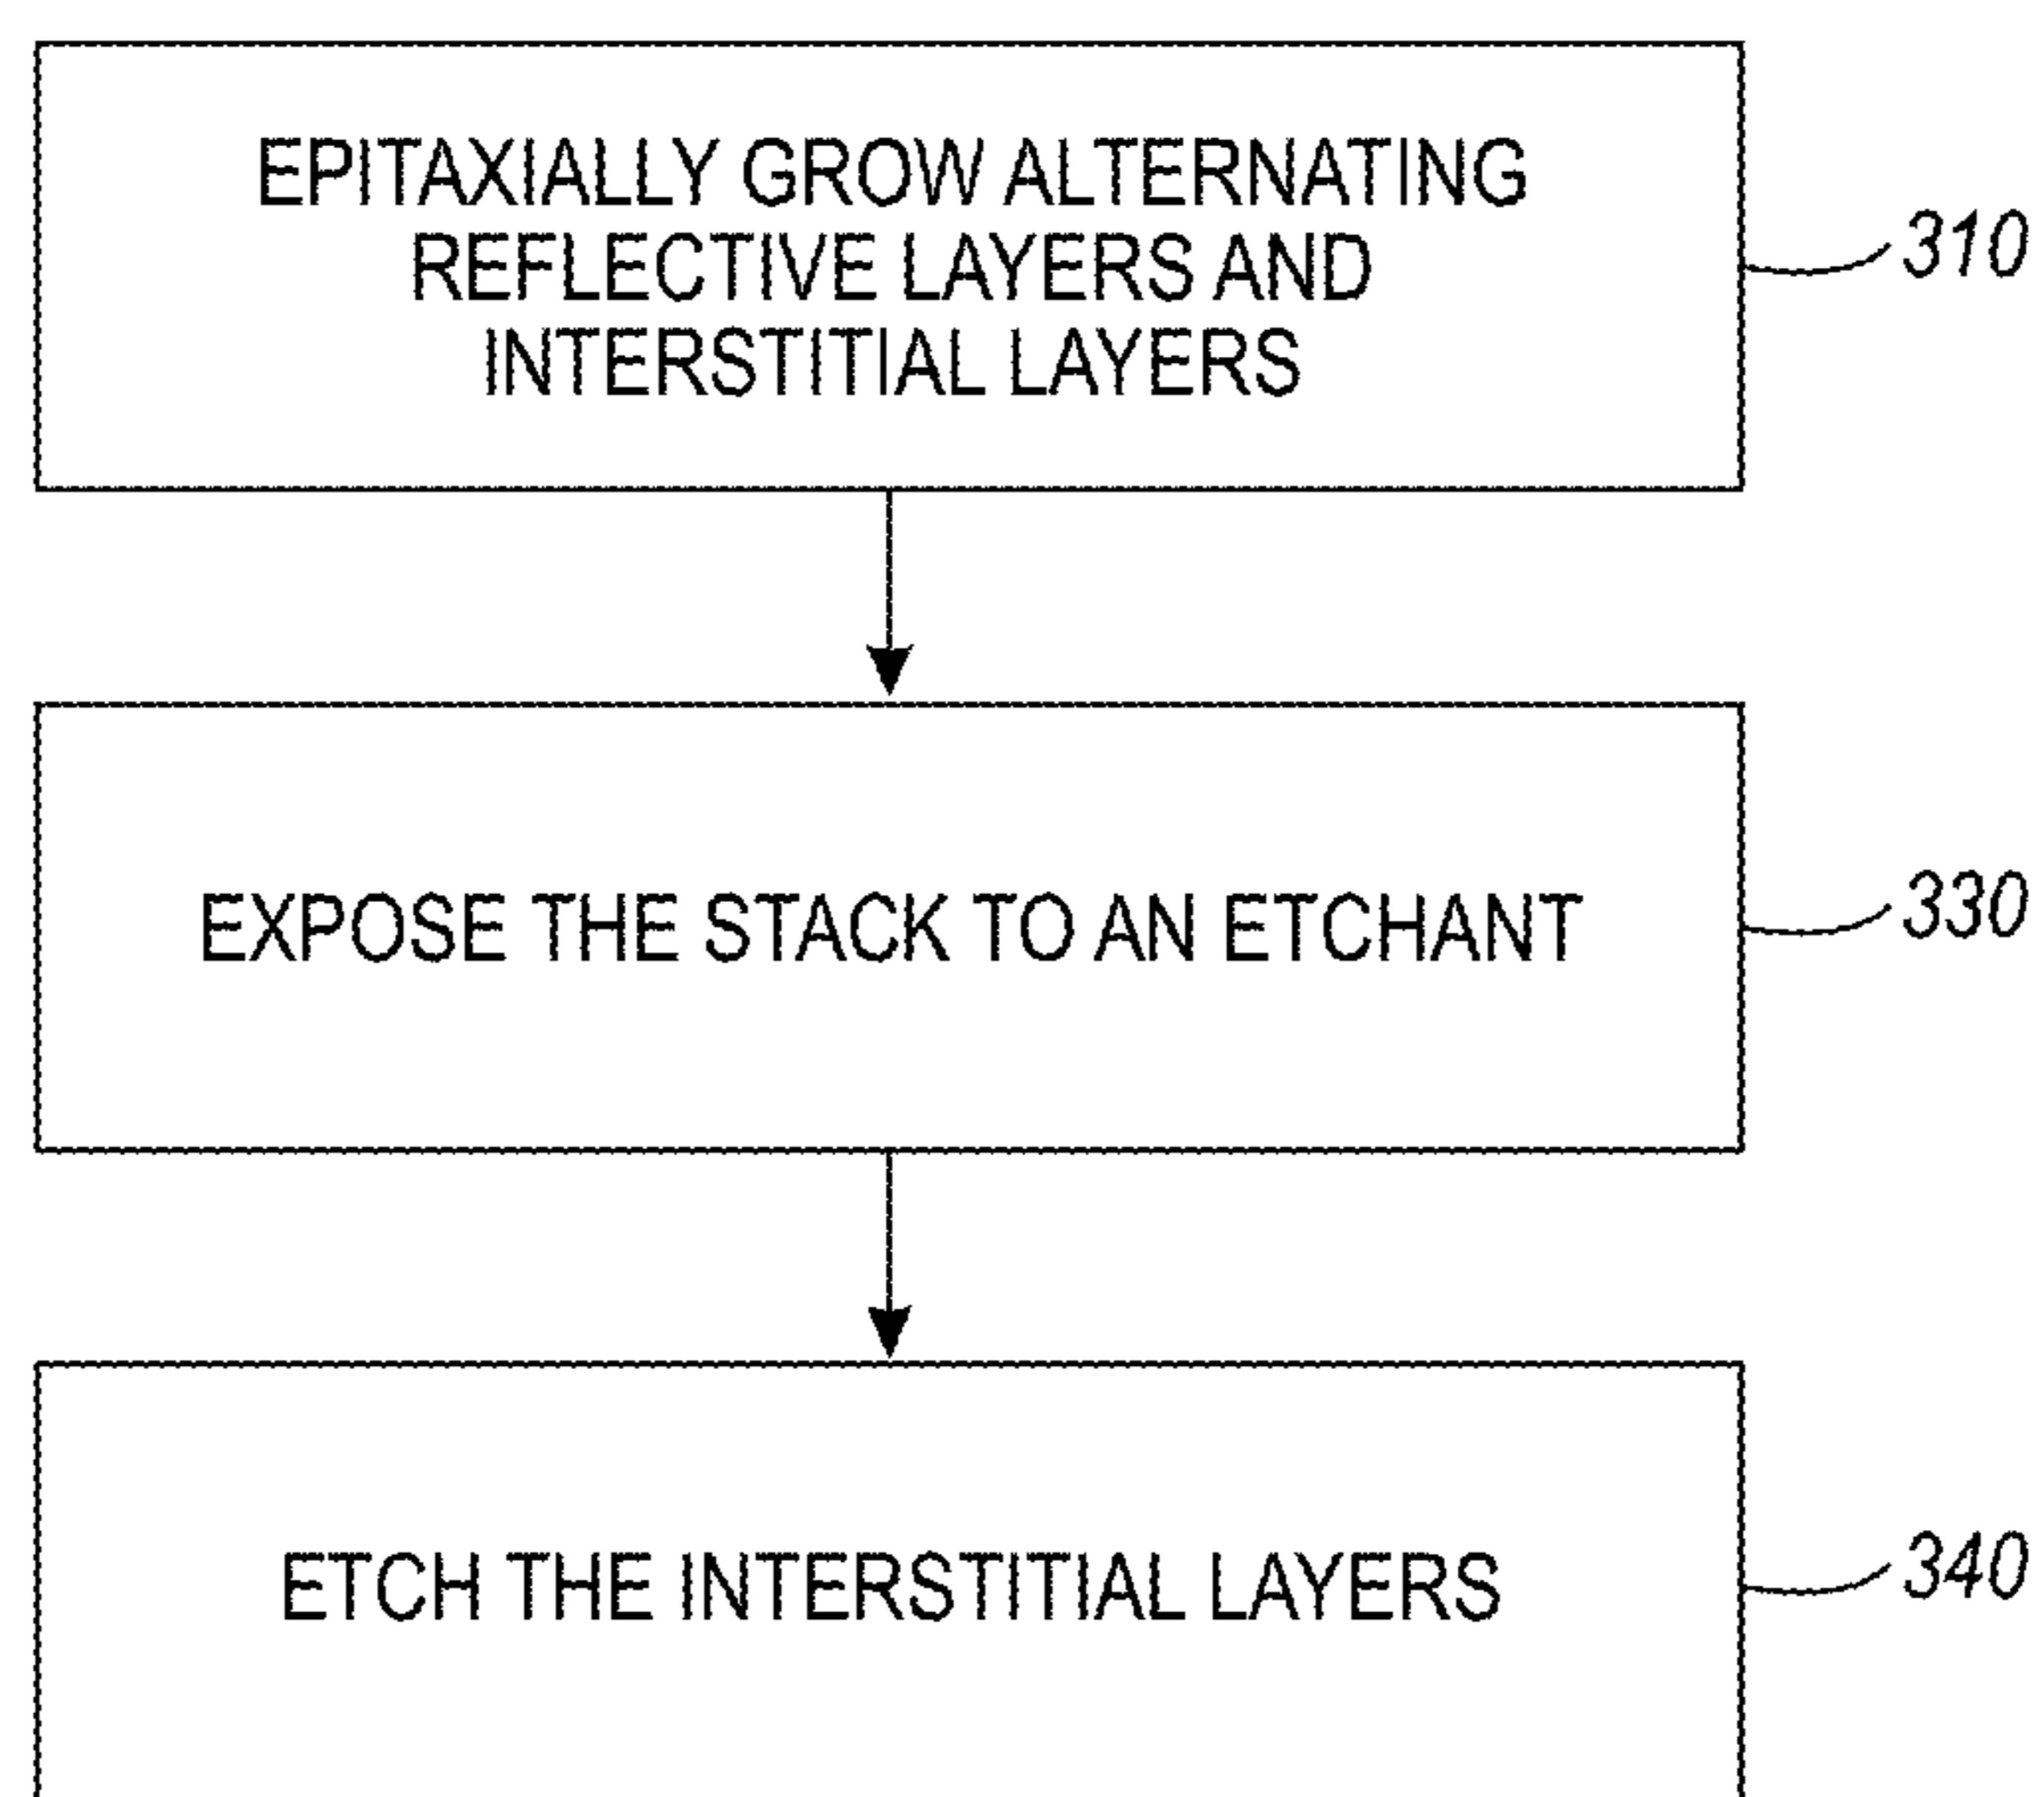 EPITAXIALLY GROW ALTERNATING
REFLECTIVE LAYERS AND
INTERSTITIAL LAYERS
310
EXPOSE THE STACK TO AN ETCHANT
330
ETCH THE INTERSTITIAL LAYERS
340